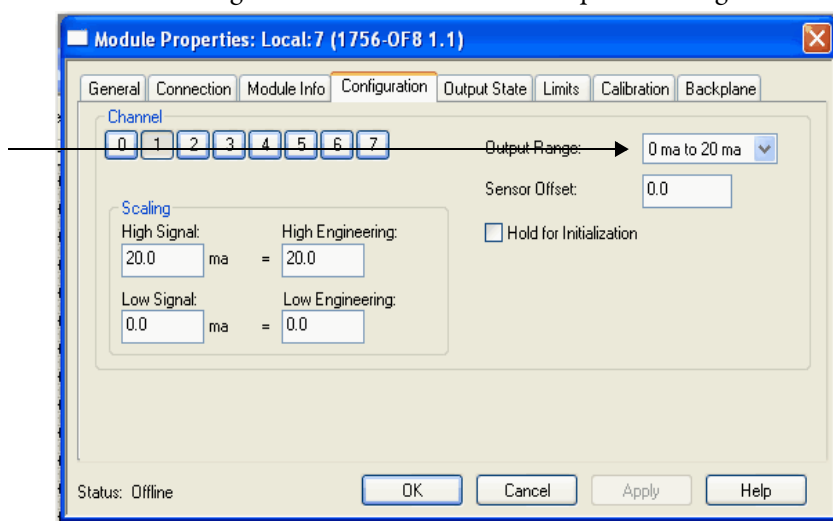 Module Properties: Local:7 (1756-OF8 1.1)
General Connection Module Info Configuration Output State Limits Calibration Backplane
Channel
0 1 2 3 4 5 6 7
Output Range: 0 ma to 20 ma
Sensor Offset: 0.0
Scaling
High Signal: High Engineering:
Hold for Initialization
20.0 ma = 20.0
Low Signal: Low Engineering:
0.0 ma = 0.0
Status: Offline
OK Cancel Apply Help